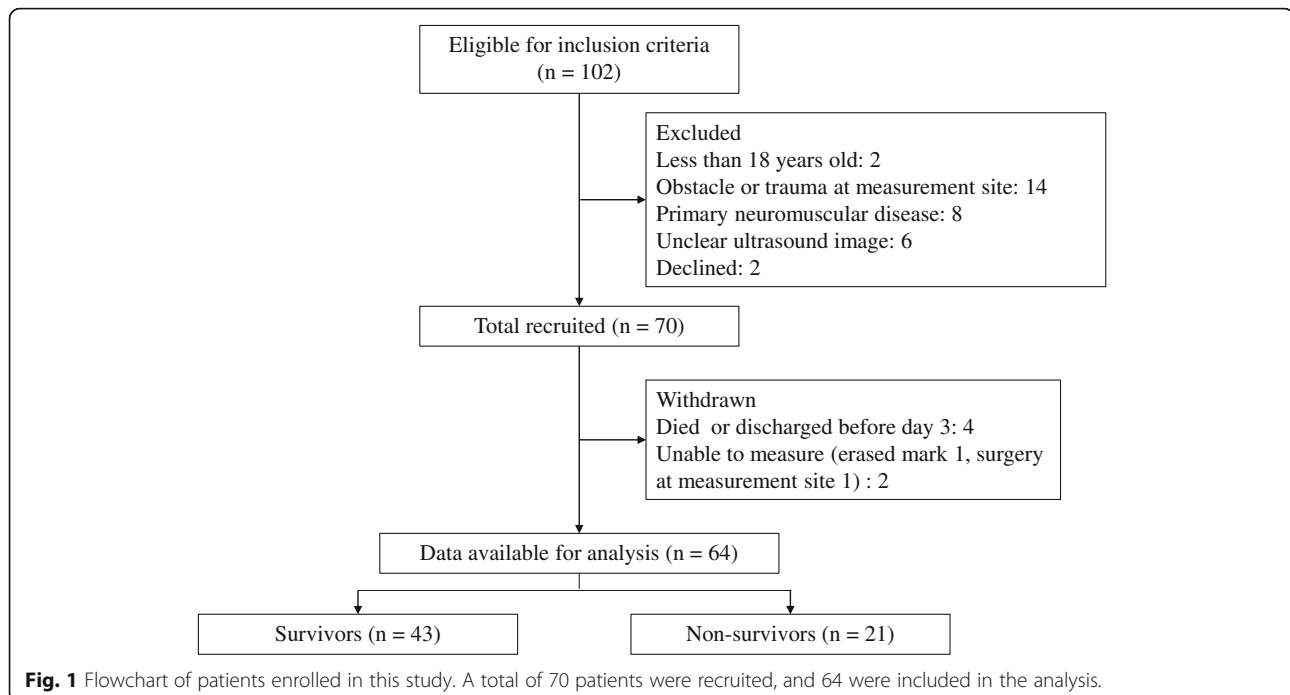 Eligible for inclusion criteria
(n = 102)
Excluded
Less than 18 years old: 2
Obstacle or trauma at measurement site: 14
Primary neuromuscular disease: 8
Unclear ultrasound image: 6
Declined: 2
Total recruited (n = 70)
Withdrawn
Died or discharged before day 3: 4
Unable to measure (erased mark 1, surgery
at measurement site 1) : 2
Data available for analysis (n = 64)
Survivors (n = 43)
Non-survivors (n = 21)
Fig. 1 Flowchart of patients enrolled in this study. A total of 70 patients were recruited, and 64 were included in the analysis.